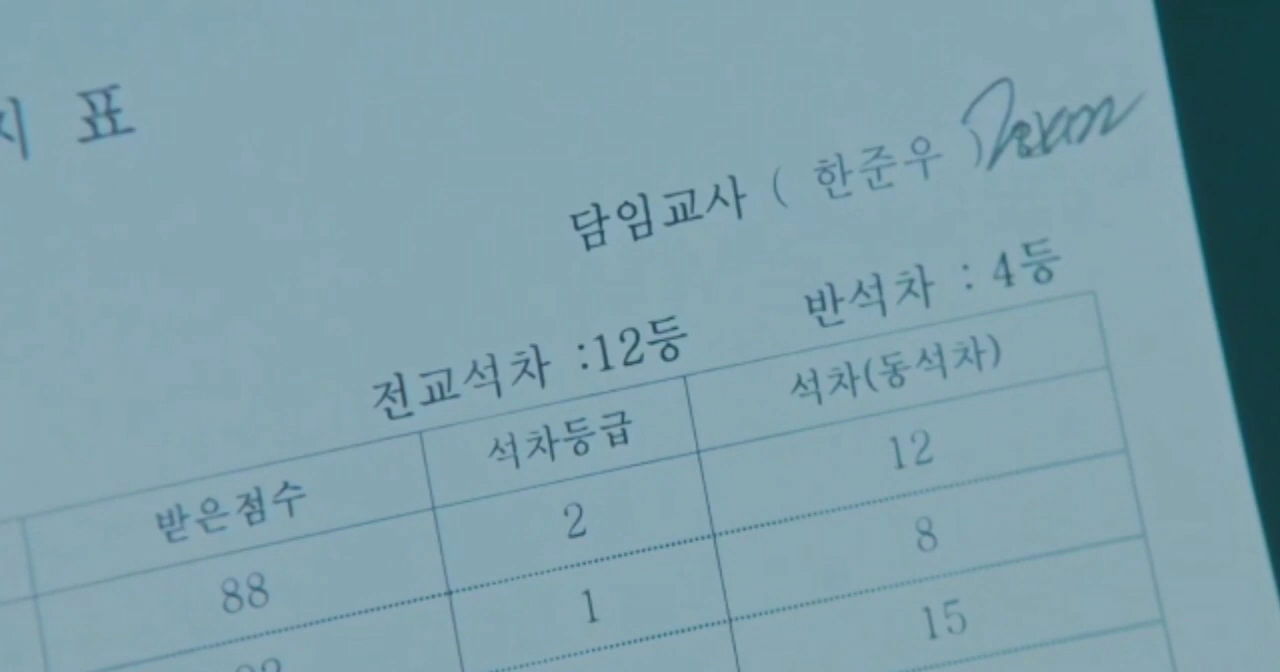 표
담임교사 ( 한준우 )
전교석차 :12등 반석차 : 4등
받은점수 석차등급 석차(동석차)
88 2 12
1 8
15